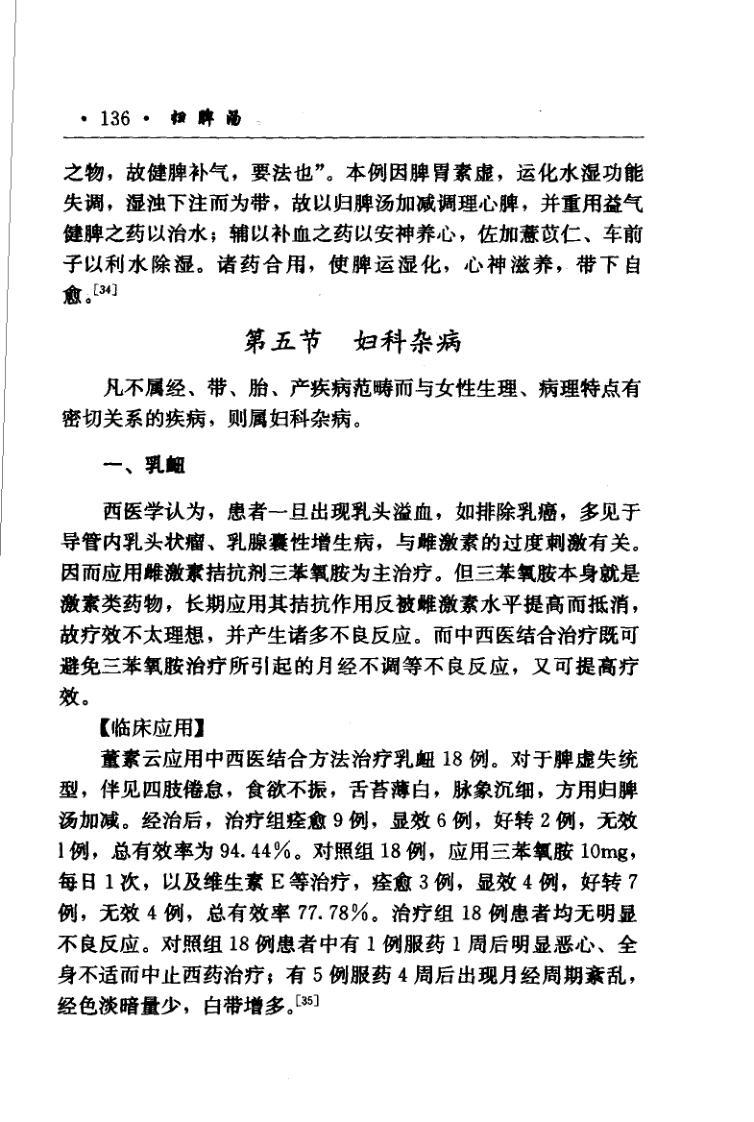 · 136 · 归脾汤
之物，故健脾补气，要法也”。本例因脾胃素虚，运化水湿功能
失调，湿浊下注而为带，故以归脾汤加减调理心脾，并重用益气
健脾之药以治水；辅以补血之药以安神养心，佐加薏苡仁、车前
子以利水除湿。诸药合用，使脾运湿化，心神滋养，带下自
愈。[34]
第五节 妇科杂病
凡不属经、带、胎、产疾病范畴而与女性生理、病理特点有
密切关系的疾病，则属妇科杂病。
一、乳衄
西医学认为，患者一旦出现乳头溢血，如排除乳癌，多见于
导管内乳头状瘤、乳腺囊性增生病，与雌激素的过度刺激有关。
因而应用雌激素拮抗剂三苯氧胺为主治疗。但三苯氧胺本身就是
激素类药物，长期应用其拮抗作用反被雌激素水平提高而抵消，
故疗效不太理想，并产生诸多不良反应。而中西医结合治疗既可
避免三苯氧胺治疗所引起的月经不调等不良反应，又可提高疗
效。
【临床应用】
董素云应用中西医结合方法治疗乳衄 18 例。对于脾虚失统
型，伴见四肢倦怠，食欲不振，舌苔薄白，脉象沉细，方用归脾
汤加减。经治后，治疗组痊愈 9 例，显效 6 例，好转 2 例，无效
1 例，总有效率为 94.44%。对照组 18 例，应用三苯氧胺 10mg，
每日 1 次，以及维生素 E 等治疗，痊愈 3 例，显效 4 例，好转 7
例，无效 4 例，总有效率 77.78%。治疗组 18 例患者均无明显
不良反应。对照组 18 例患者中有 1 例服药 1 周后明显恶心、全
身不适而中止西药治疗；有 5 例服药 4 周后出现月经周期紊乱，
经色淡暗量少，白带增多。[35]